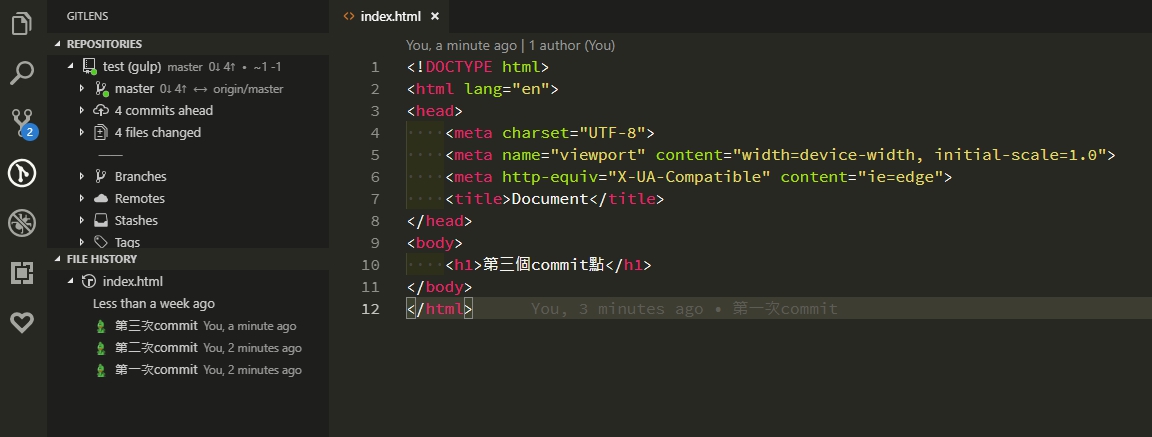 GITLENS
REPOSITORIES
test (gulp) master 0↓ 4↑ • ~1 -1
master 0↓ 4↑ ↔ origin/master
4 commits ahead
4 files changed
Branches
Remotes
Stashes
Tags
2
FILE HISTORY
index.html
Less than a week ago
第三次commit You, a minute ago
第二次commit You, 2 minutes ago
第一次commit You, 2 minutes ago
<> index.html ×
You, a minute ago | 1 author (You)
1 <!DOCTYPE html>
2 <html lang="en">
3 <head>
4 <meta charset="UTF-8">
5 <meta name="viewport" content="width=device-width, initial-scale=1.0">
6 <meta http-equiv="X-UA-Compatible" content="ie=edge">
7 <title>Document</title>
8 </head>
9 <body>
10 <h1>第三個commit點</h1>
11 </body>
12 </html> You, 3 minutes ago • 第一次commit